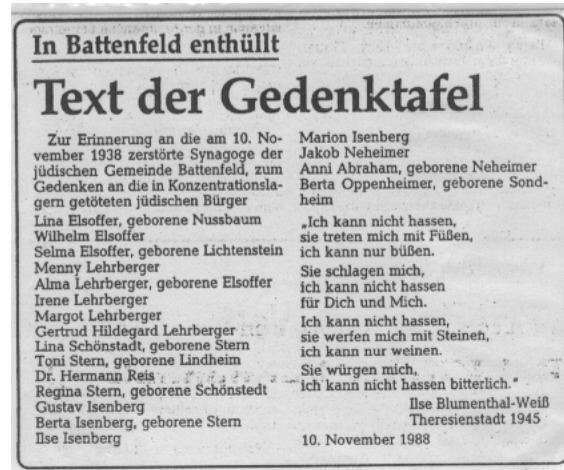 In Battenfeld enthüllt
Text der Gedenktafel
Zur Erinnerung an die am 10. No-
vember 1938 zerstörte Synagoge der
jüdischen Gemeinde Battenfeld, zum
Gedenken an die in Konzentrationsla-
gern getöteten jüdischen Bürger
Lina Elsoffer, geborene Nussbaum
Wilhelm Elsoffer
Selma Elsoffer, geborene Lichtenstein
Menny Lehrberger
Alma Lehrberger, geborene Elsoffer
Irene Lehrberger
Margot Lehrberger
Gertrud Hildegard Lehrberger
Lina Schönstadt, geborene Stern
Toni Stern, geborene Lindheim
Dr. Hermann Reis
Regina Stern, geborene Schönstedt
Gustav Isenberg
Berta Isenberg, geborene Stern
Ilse Isenberg
Marion Isenberg
Jakob Neheimer
Anni Abraham, geborene Neheimer
Berta Oppenheimer, geborene Sond-
heim
„Ich kann nicht hassen,
sie treten mich mit Füßen,
ich kann nur büßen.
Sie schlagen mich,
ich kann nicht hassen
für Dich und Mich.
Ich kann nicht hassen,
sie werfen mich mit Steinen,
ich kann nur weinen.
Sie würgen mich,
ich kann nicht hassen bitterlich."
Ilse Blumenthal-Weiß
Theresienstadt 1945
10. November 1988